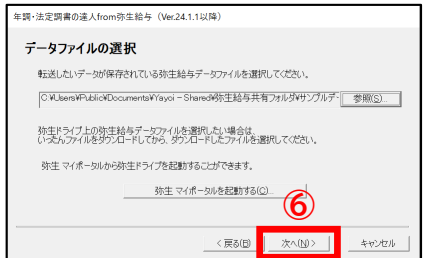 年調・法定調書の達人from弥生給与（Ver.24.1.1以降）
データファイルの選択
転送したいデータが保存されている弥生給与データファイルを選択してください。
C:¥Users¥Public¥Documents¥Yayoi－Shared¥弥生給与共有フォルダ¥サンプルデ- 参照(S)...
弥生ドライブ上の弥生給与データファイルを選択したい場合は、
いったんファイルをダウンロードしてから、ダウンロードしたファイルを選択してください。
弥生 マイポータルから弥生ドライブを起動することができます。
弥生 マイポータルを起動する(O)...
⑥
< 戻る(B) 次へ(N) > キャンセル